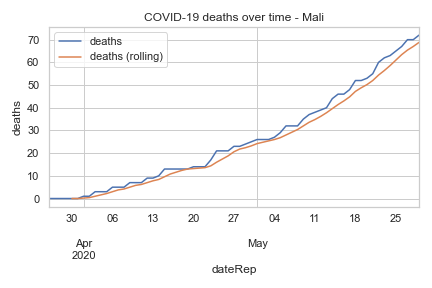 COVID-19 deaths over time - Mali
deaths
deaths (rolling)
70
60
50
40
30
20
10
0
deaths
30 06 13 20 27 04 11 18 25
Apr May
2020
dateRep